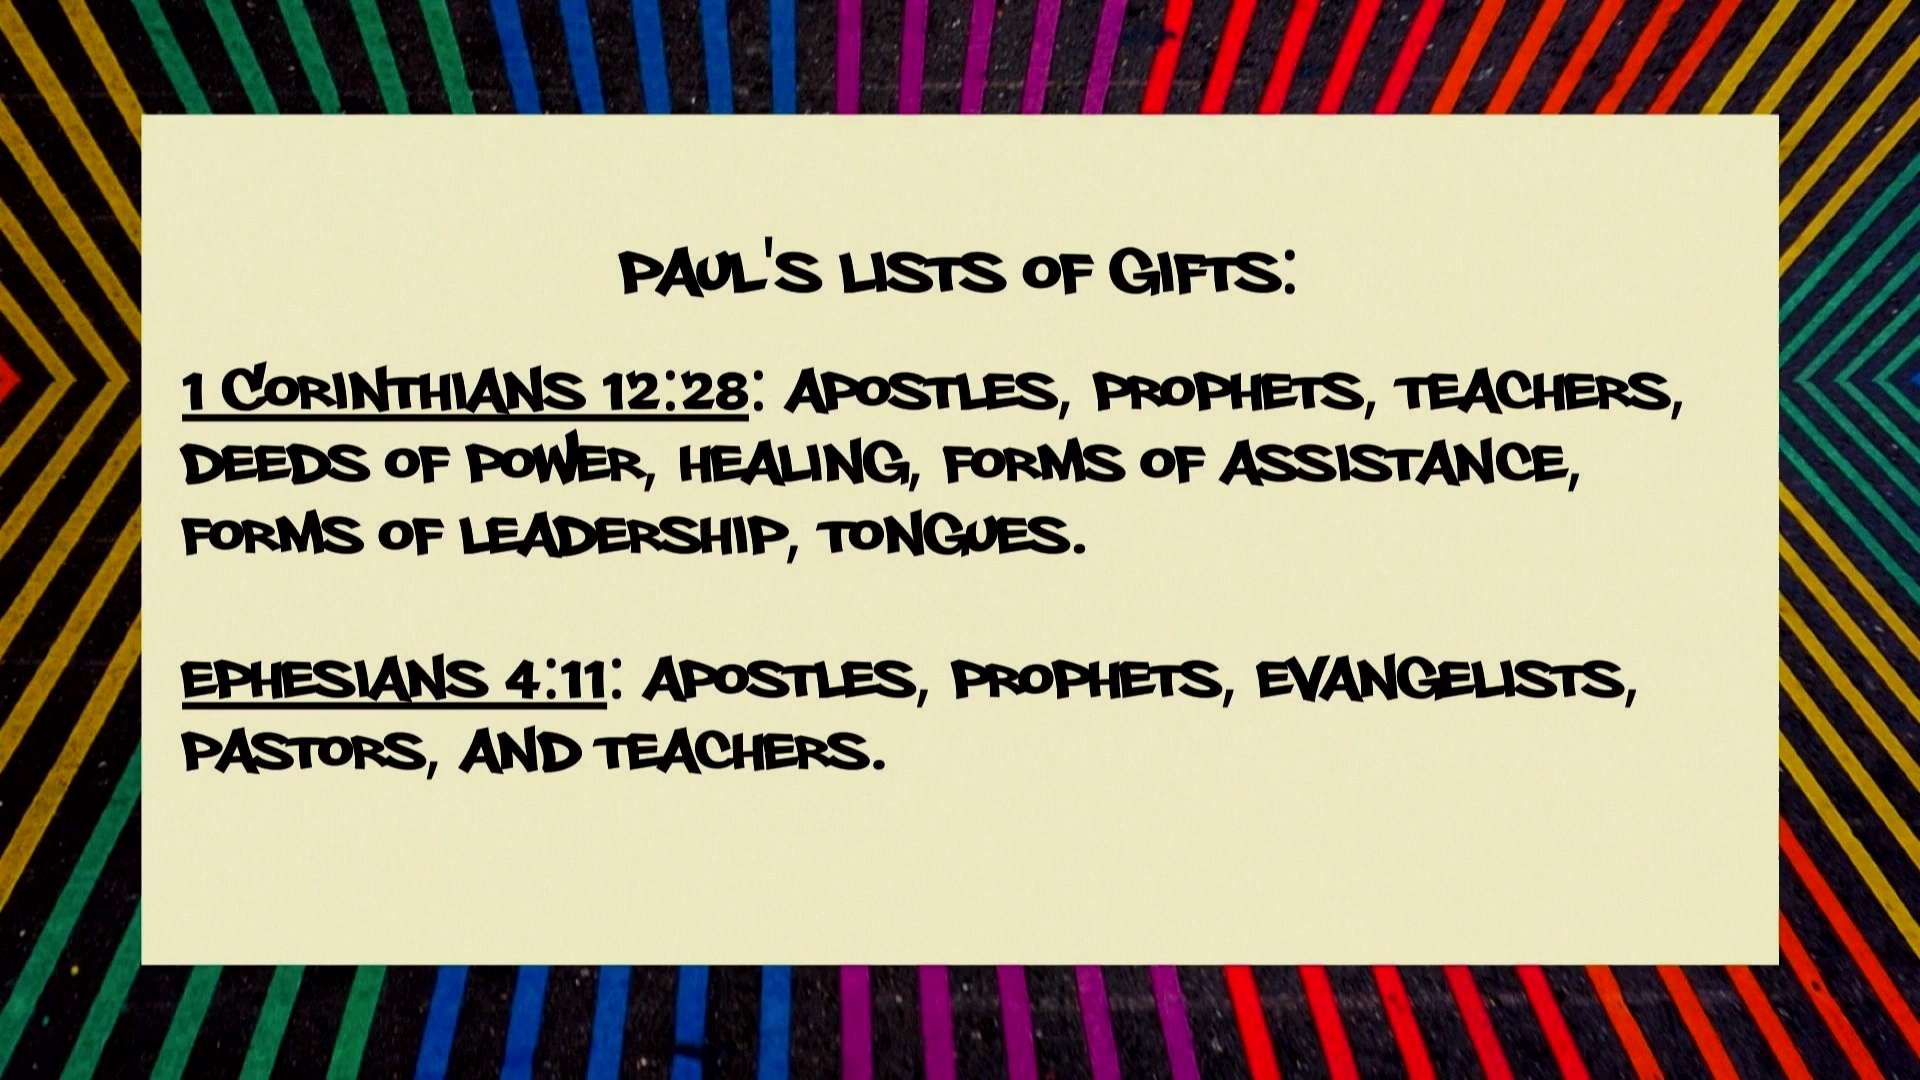 PAUL'S LISTS OF GIFTS:
1 CORINTHIANS 12:28: APOSTLES, PROPHETS, TEACHERS,
DEEDS OF POWER, HEALING, FORMS OF ASSISTANCE,
FORMS OF LEADERSHIP, TONGUES.
EPHESIANS 4:11: APOSTLES, PROPHETS, EVANGELISTS,
PASTORS, AND TEACHERS.